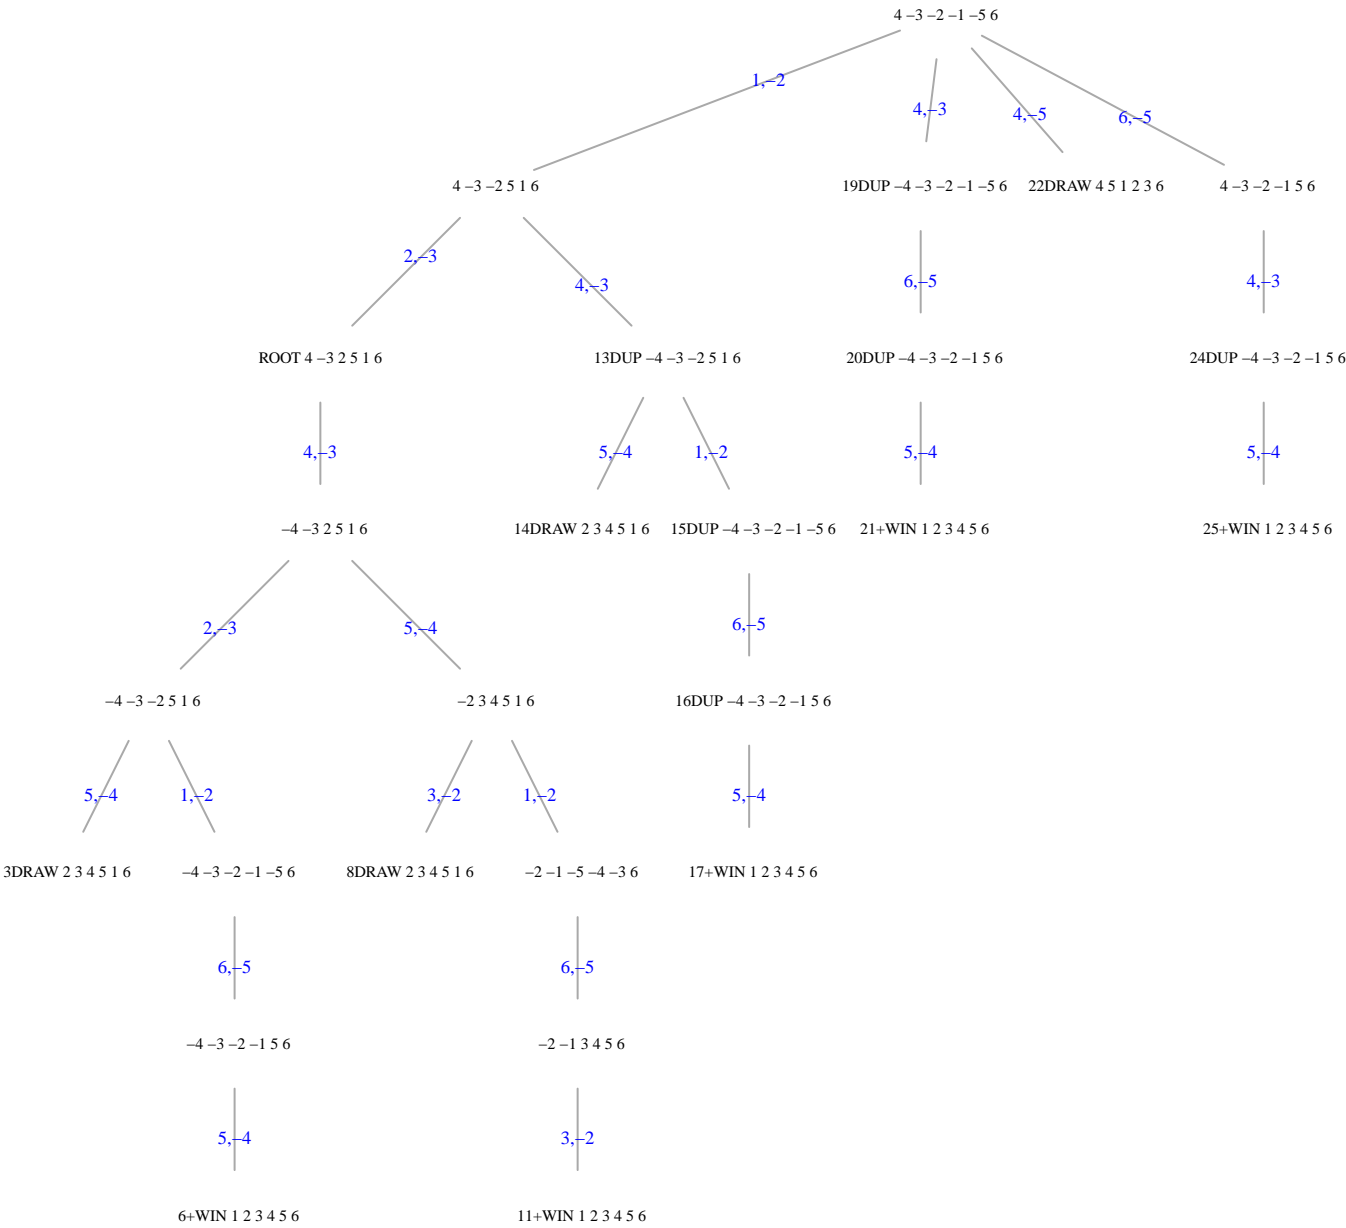 4 –3 –2 –1 –5 6
1,–2
4,–3
4,–5
6,–5
4 –3 –2 5 1 6
19DUP –4 –3 –2 –1 –5 6
22DRAW 4 5 1 2 3 6
4 –3 –2 –1 5 6
2,–3
4,–3
6,–5
4,–3
ROOT 4 –3 2 5 1 6
13DUP –4 –3 –2 5 1 6
20DUP –4 –3 –2 –1 5 6
24DUP –4 –3 –2 –1 5 6
4,–3
5,–4
1,–2
5,–4
5,–4
–4 –3 2 5 1 6
14DRAW 2 3 4 5 1 6
15DUP –4 –3 –2 –1 –5 6
21+WIN 1 2 3 4 5 6
25+WIN 1 2 3 4 5 6
2,–3
5,–4
6,–5
–4 –3 –2 5 1 6
–2 3 4 5 1 6
16DUP –4 –3 –2 –1 5 6
5,–4
1,–2
3,–2
1,–2
5,–4
3DRAW 2 3 4 5 1 6
–4 –3 –2 –1 –5 6
8DRAW 2 3 4 5 1 6
–2 –1 –5 –4 –3 6
17+WIN 1 2 3 4 5 6
6,–5
6,–5
–4 –3 –2 –1 5 6
–2 –1 3 4 5 6
5,–4
3,–2
6+WIN 1 2 3 4 5 6
11+WIN 1 2 3 4 5 6